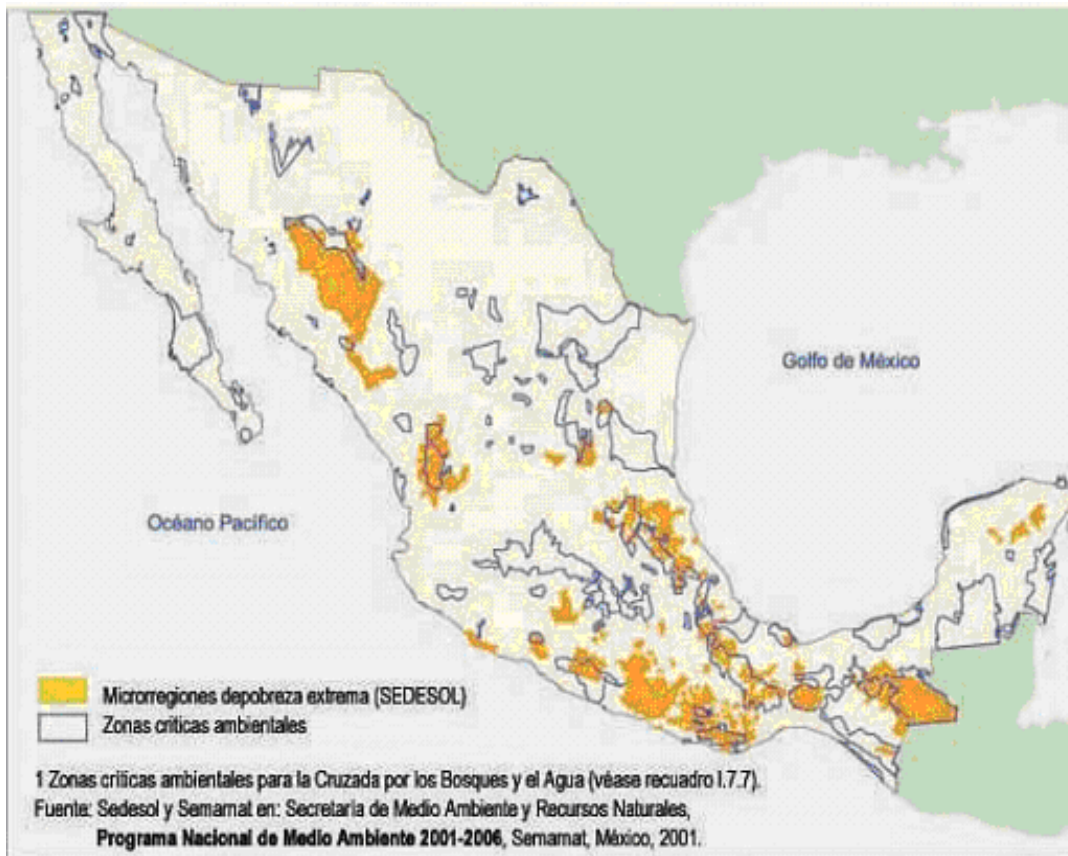 Golfo de México
Océano Pacífico
Microrregiones depobreza extrema (SEDESOL)
Zonas criticas ambientales
1 Zonas críticas ambientales para la Cruzada por los Bosques y el Agua (véase recuadro I.7.7).
Fuente: Sedesol y Semarnat en: Secretaría de Medio Ambiente y Recursos Naturales,
Programa Nacional de Medio Ambiente 2001-2006, Semarnat, México, 2001.